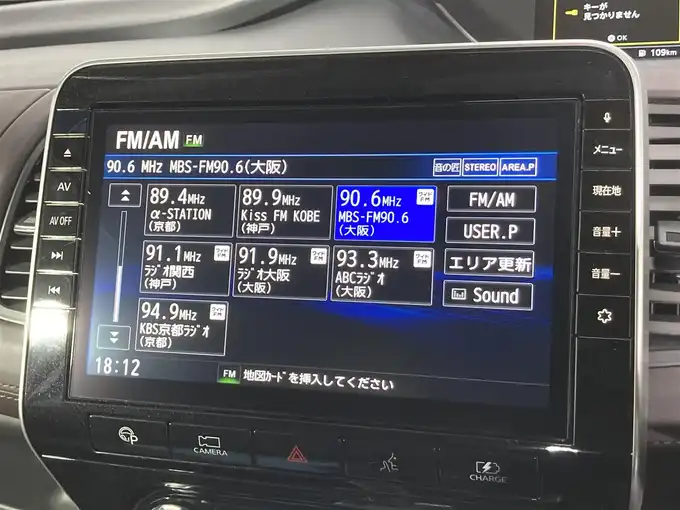 キーが
見つかりません
OK
109km
FM/AM FM
90.6 MHz MBS-FM90.6(大阪)
音の匠 STEREO AREA.P
89.4MHz
α-STATION
(京都)
89.9MHz
Kiss FM KOBE
(神戸)
90.6MHz ワイドFM
MBS-FM90.6
(大阪)
FM/AM
USER.P
91.1MHz ワイドFM
ラジオ関西
(神戸)
91.9MHz ワイドFM
ラジオ大阪
(大阪)
93.3MHz ワイドFM
ABCラジオ
(大阪)
エリア更新
Sound
94.9MHz ワイドFM
KBS京都ラジオ
(京都)
18:12
FM 地図カードを挿入してください
AV
AV OFF
メニュー
現在地
音量+
音量-
P
CAMERA
CHARGE